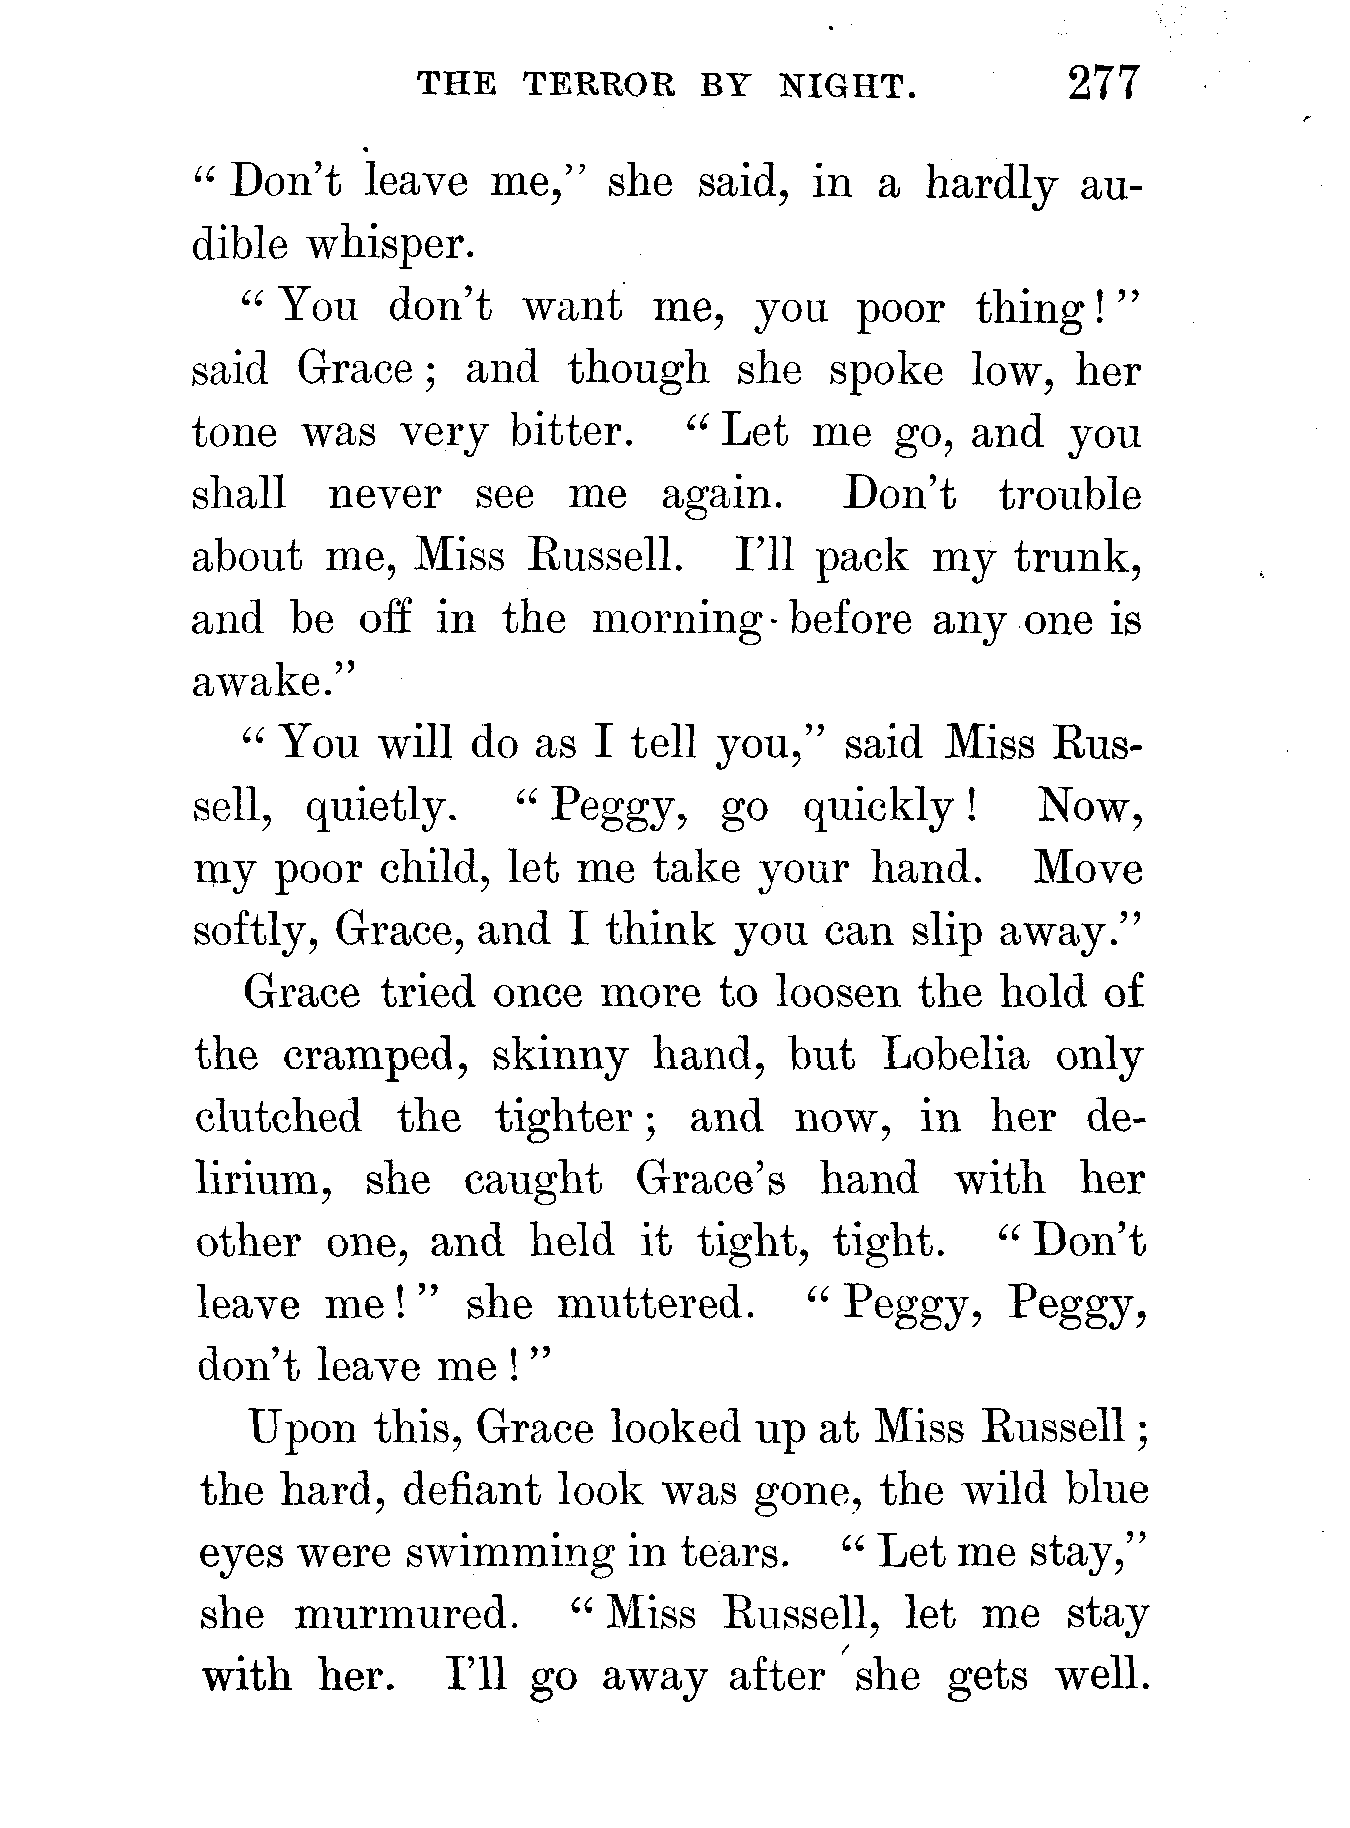 THE TERROR BY NIGHT. 277
“ Don’t leave me,” she said, in a hardly au-
dible whisper.
“ You don’t want me, you poor thing! ”
said Grace ; and though she spoke low, her
tone was very bitter. “ Let me go, and you
shall never see me again. Don’t trouble
about me, Miss Russell. I’ll pack my trunk,
and be off in the morning before any one is
awake.”
“ You will do as I tell you,” said Miss Rus-
sell, quietly. “ Peggy, go quickly ! Now,
my poor child, let me take your hand. Move
softly, Grace, and I think you can slip away.”
Grace tried once more to loosen the hold of
the cramped, skinny hand, but Lobelia only
clutched the tighter ; and now, in her de-
lirium, she caught Grace’s hand with her
other one, and held it tight, tight. “ Don’t
leave me ! ” she muttered. “ Peggy, Peggy,
don’t leave me ! ”
Upon this, Grace looked up at Miss Russell ;
the hard, defiant look was gone, the wild blue
eyes were swimming in tears. “ Let me stay,”
she murmured. “ Miss Russell, let me stay
with her. I’ll go away after she gets well.